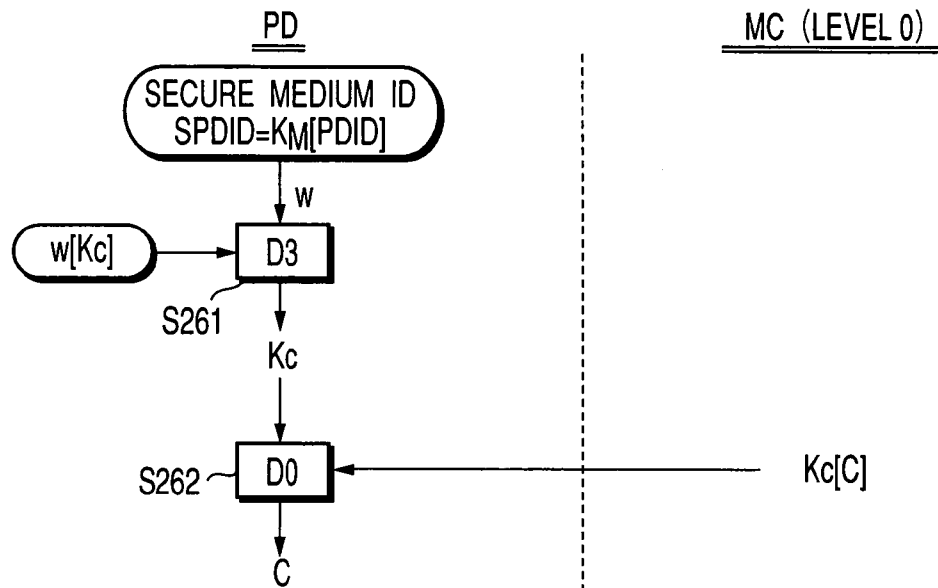 PD
MC (LEVEL 0)
SECURE MEDIUM ID
SPDID=KM[PDID]
w
w[Kc]
D3
S261
Kc
D0
S262
Kc[C]
C